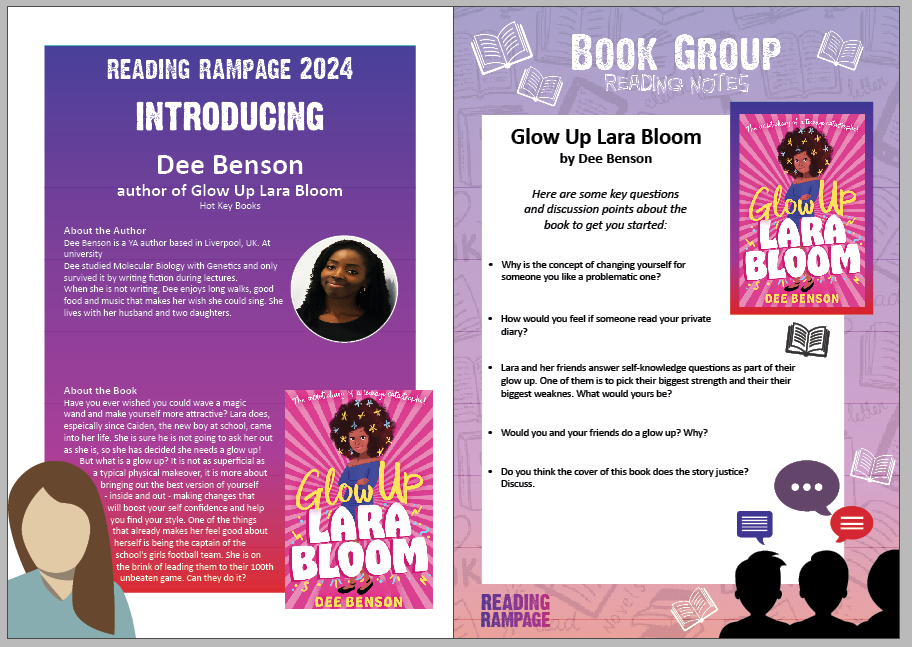 READING RAMPAGE 2024
INTRODUCING
Dee Benson
author of Glow Up Lara Bloom
Hot Key Books
About the Author
Dee Benson is a YA author based in Liverpool, UK. At
university
Dee studied Molecular Biology with Genetics and only
survived it by writing fiction during lectures.
When she is not writing, Dee enjoys long walks, good
food and music that makes her wish she could sing. She
lives with her husband and two daughters.
About the Book
Have you ever wished you could wave a magic
wand and make yourself more attractive? Lara does,
especially since Caiden, the new boy at school, came
into her life. She is sure he is not going to ask her out
as she is, so she has decided she needs a glow up!
But what is a glow up? It is not as superficial as
a typical physical makeover, it is more about
bringing out the best version of yourself
- inside and out - making changes that
will boost your self confidence and help
you find your style. One of the things
that already makes her feel good about
herself is being the captain of the
school's girls football team. She is on
the brink of leading them to their 100th
unbeaten game. Can they do it?
The secret diary of a teenage catastrophe!
Glow Up
LARA
BLOOM
DEE BENSON
BOOK GROUP
READING NOTES
Glow Up Lara Bloom
by Dee Benson
Here are some key questions
and discussion points about the
book to get you started:
• Why is the concept of changing yourself for
someone you like a problematic one?
• How would you feel if someone read your private
diary?
• Lara and her friends answer self-knowledge questions as part of their
glow up. One of them is to pick their biggest strength and their their
biggest weaknes. What would yours be?
• Would you and your friends do a glow up? Why?
• Do you think the cover of this book does the story justice?
Discuss.
The secret diary of a teenage catastrophe!
Glow Up
LARA
BLOOM
DEE BENSON
READING
RAMPAGE